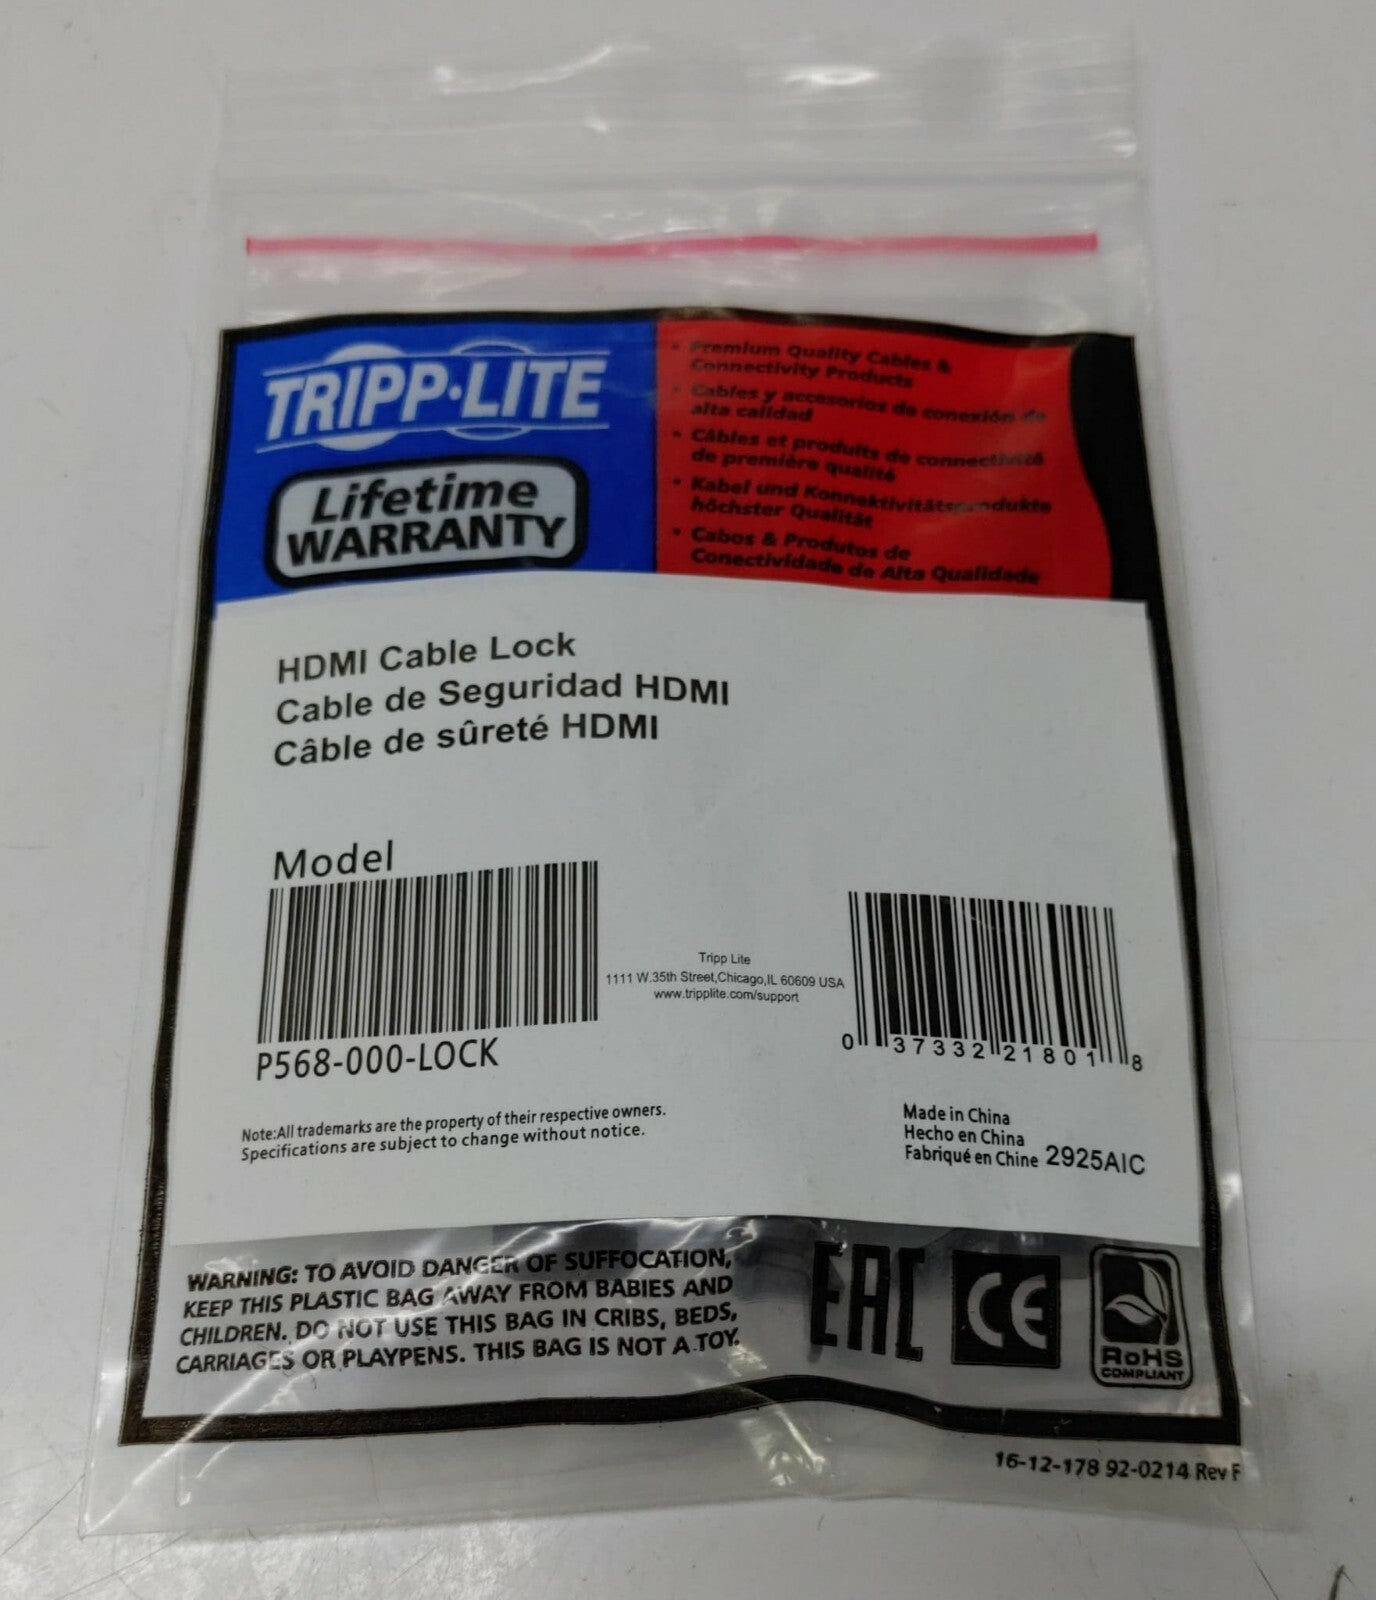 TRIPP·LITE
Lifetime
WARRANTY
• Premium Quality Cables &
Connectivity Products
• Cables y accesorios de conexión de
alta calidad
• Câbles et produits de connectivité
de première qualité
• Kabel und Konnektivitätsprodukte
höchster Qualität
• Cabos & Produtos de
Conectividade de Alta Qualidade
HDMI Cable Lock
Cable de Seguridad HDMI
Câble de sûreté HDMI
Model
P568-000-LOCK
Tripp Lite
1111 W.35th Street,Chicago,IL 60609 USA
www.tripplite.com/support
0 37332 21801 8
Note:All trademarks are the property of their respective owners.
Specifications are subject to change without notice.
Made in China
Hecho en China
Fabriqué en Chine 2925AIC
WARNING: TO AVOID DANGER OF SUFFOCATION,
KEEP THIS PLASTIC BAG AWAY FROM BABIES AND
CHILDREN. DO NOT USE THIS BAG IN CRIBS, BEDS,
CARRIAGES OR PLAYPENS. THIS BAG IS NOT A TOY.
EAC CE
RoHS
COMPLIANT
16-12-178 92-0214 Rev F